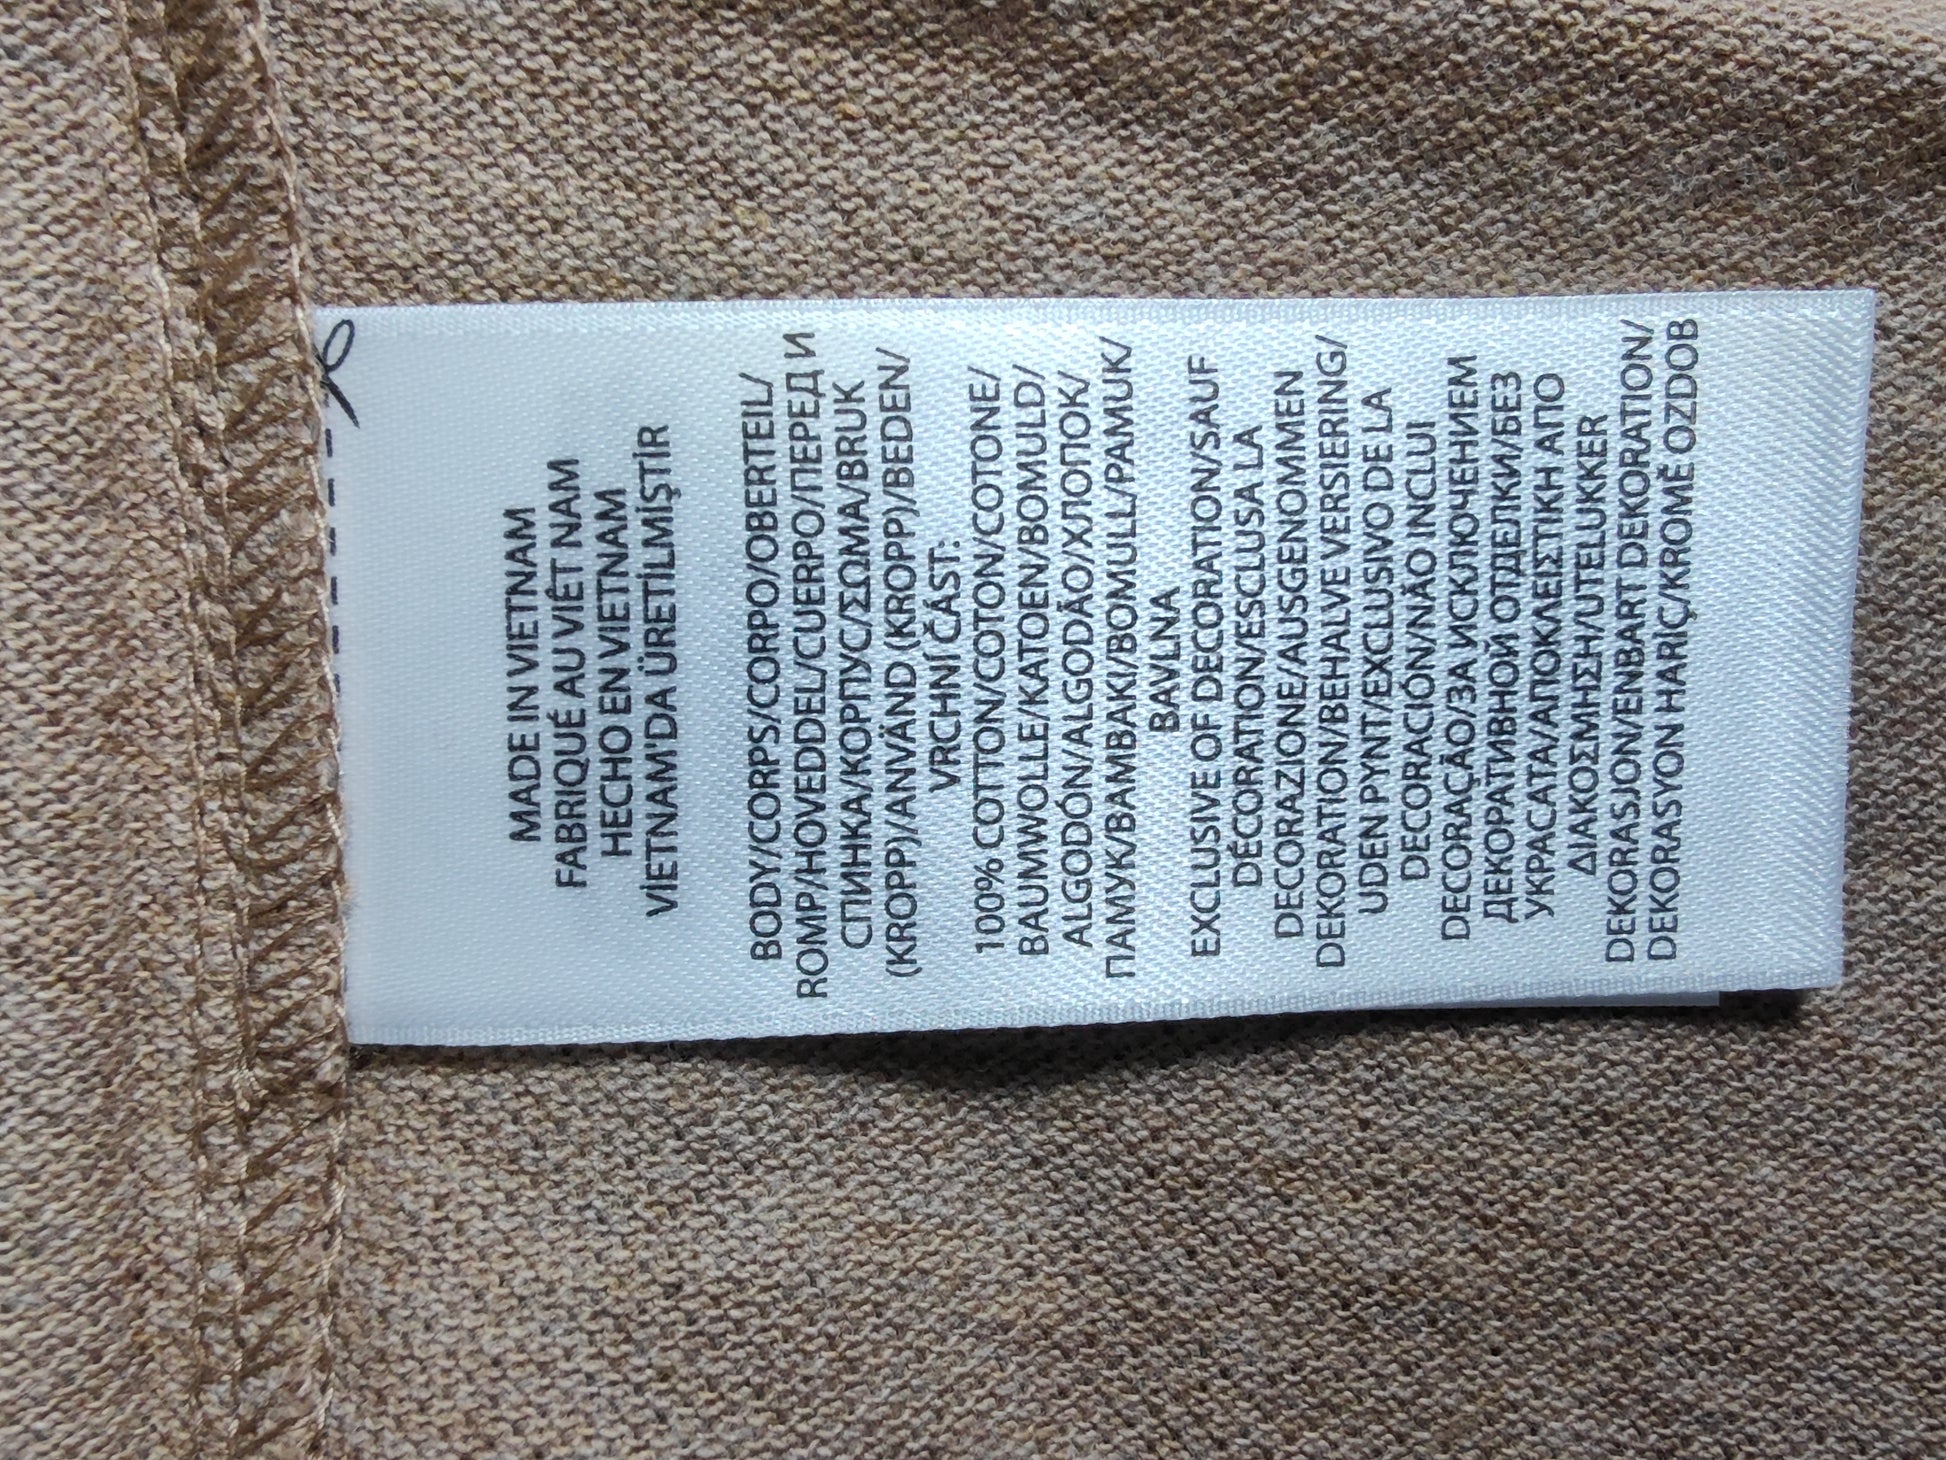 MADE IN VIETNAM
FABRIQUÉ AU VIÊT NAM
HECHO EN VIETNAM
VİETNAM'DA ÜRETİLMİŞTİR
BODY/CORPS/CORPO/OBERTEIL/
ROMP/HOVEDDEL/CUERPO/ПЕРЕД И
СПИНКА/КОРПУС/ΣΩΜΑ/BRUK
(KROPP)/ANVÄND (KROPP)/BEDEN/
VRCHNÍ ČÁST:
100% COTTON/COTON/COTONE/
BAUMWOLLE/KATOEN/BOMULD/
ALGODÓN/ALGODÃO/ХЛОПОК/
ПАМУК/ΒΑΜΒΑΚΙ/BOMULL/PAMUK/
BAVLNA
EXCLUSIVE OF DECORATION/SAUF
DÉCORATION/ESCLUSA LA
DECORAZIONE/AUSGENOMMEN
DEKORATION/BEHALVE VERSIERING/
UDEN PYNT/EXCLUSIVO DE LA
DECORACIÓN/NÃO INCLUI
DECORAÇÃO/ЗА ИСКЛЮЧЕНИЕМ
ДЕКОРАТИВНОЙ ОТДЕЛКИ/БЕЗ
УКРАСАТА/ΑΠΟΚΛΕΙΣΤΙΚΗ ΑΠΟ
ΔΙΑΚΟΣΜΗΣΗ/UTELUKKER
DEKORASJON/ENBART DEKORATION/
DEKORASYON HARİÇ/KROMĚ OZDOB